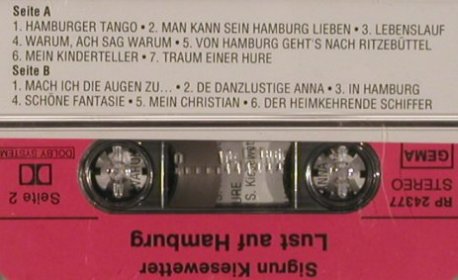 Seite A
1. HAMBURGER TANGO • 2. MAN KANN SEIN HAMBURG LIEBEN • 3. LEBENSLAUF
4. WARUM, ACH SAG WARUM • 5. VON HAMBURG GEHT'S NACH RITZEBÜTTEL
6. MEIN KINDERTELLER • 7. TRAUM EINER HURE
Seite B
1. MACH ICH DIE AUGEN ZU... • 2. DE DANZLUSTIGE ANNA • 3. IN HAMBURG
4. SCHÖNE FANTASIE • 5. MEIN CHRISTIAN • 6. DER HEIMKEHRENDE SCHIFFER
Sigrun Kiesewetter
Lust auf Hamburg
RP 24377
STEREO
GEMA
Seite 2
DOLBY SYSTEM
WARUM
URE
S. Kiesew